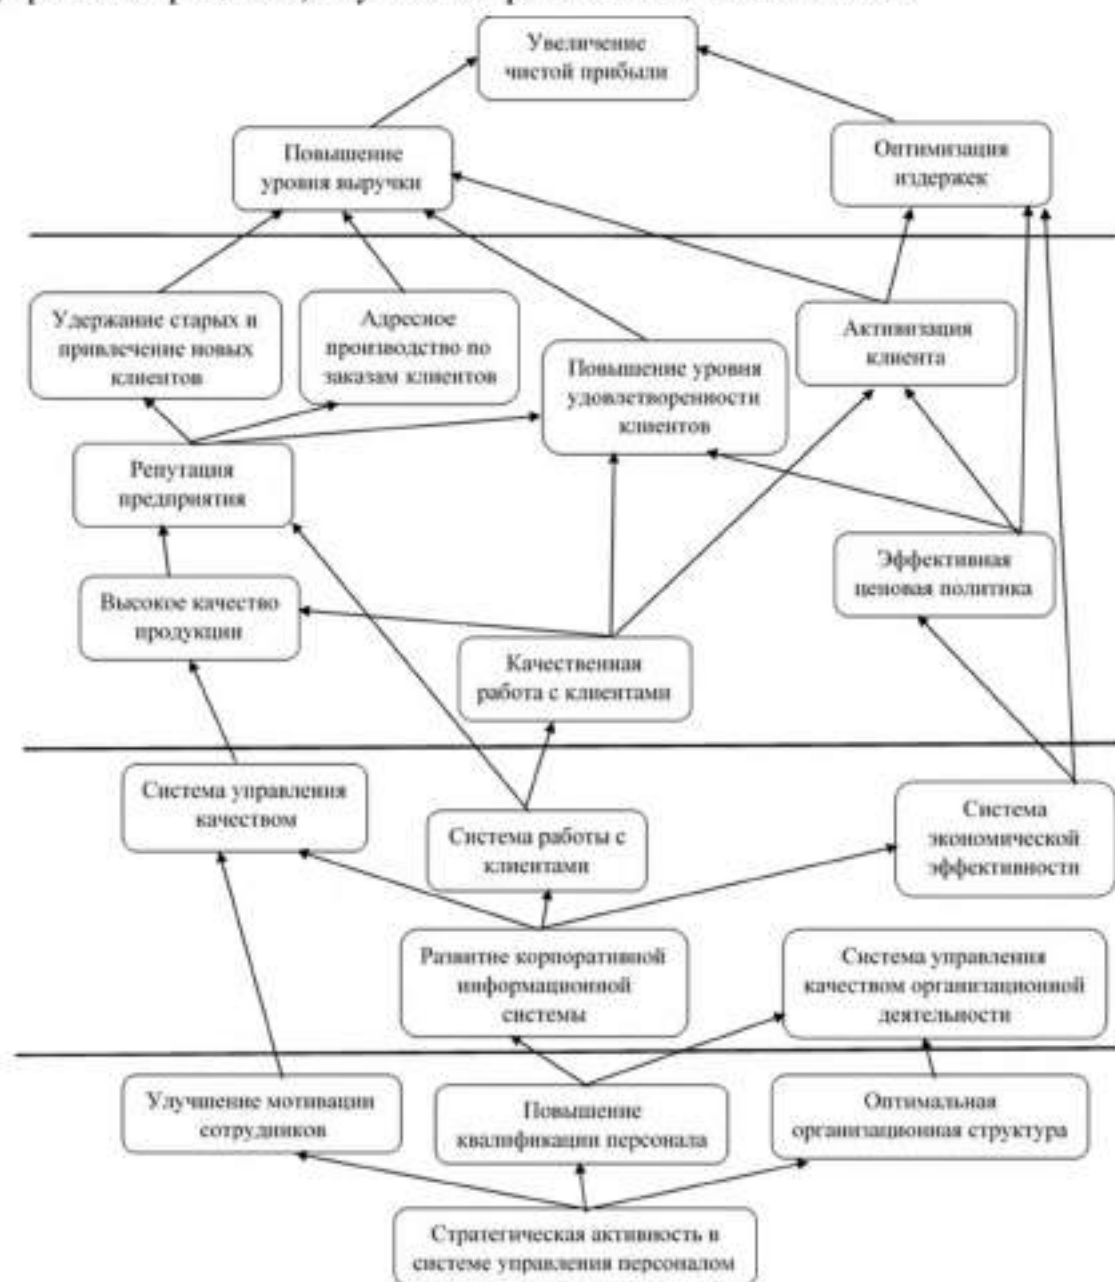 Увеличение
чистой прибыли
Повышение
уровня выручки
Оптимизация
издержек
Удержание старых и
привлечение новых
клиентов
Адресное
производство по
заказам клиентов
Повышение уровня
удовлетворенности
клиентов
Активизация
клиента
Репутация
предприятия
Эффективная
ценовая политика
Высокое качество
продукции
Качественная
работа с клиентами
Система управления
качеством
Система работы с
клиентами
Система
экономической
эффективности
Развитие корпоративной
информационной
системы
Система управления
качеством организационной
деятельности
Улучшение мотивации
сотрудников
Повышение
квалификации персонала
Оптимальная
организационная структура
Стратегическая активность в
системе управления персоналом